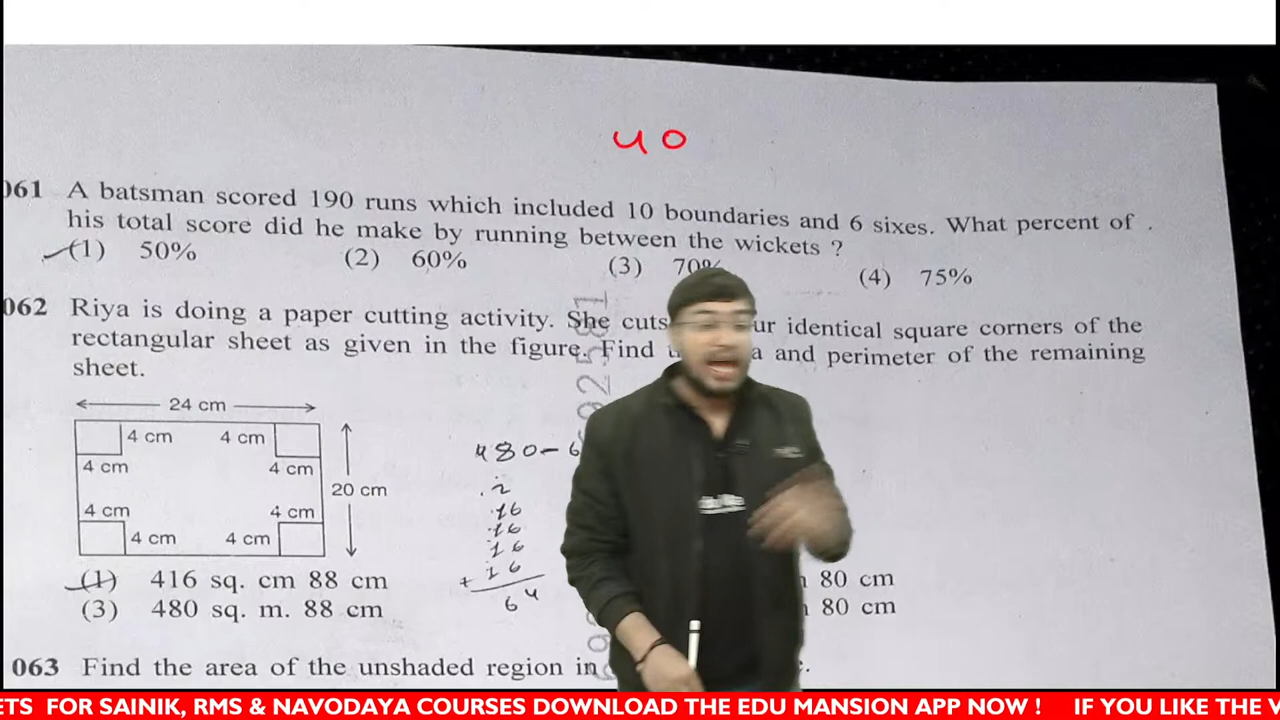 40
061 A batsman scored 190 runs which included 10 boundaries and 6 sixes. What percent of
his total score did he make by running between the wickets ?
(1) 50% (2) 60% (3) 70% (4) 75%
062 Riya is doing a paper cutting activity. She cuts identical square corners of the
rectangular sheet as given in the figure. Find and perimeter of the remaining
sheet.
24 cm
4 cm 4 cm
4 cm 4 cm
20 cm
4 cm 4 cm
4 cm 4 cm
480-6
.2
16
16
16
+ 16
64
(1) 416 sq. cm 88 cm
80 cm
(3) 480 sq. m. 88 cm
80 cm
063 Find the area of the unshaded region in
FOR SAINIK, RMS & NAVODAYA COURSES DOWNLOAD THE EDU MANSION APP NOW ! IF YOU LIKE THE